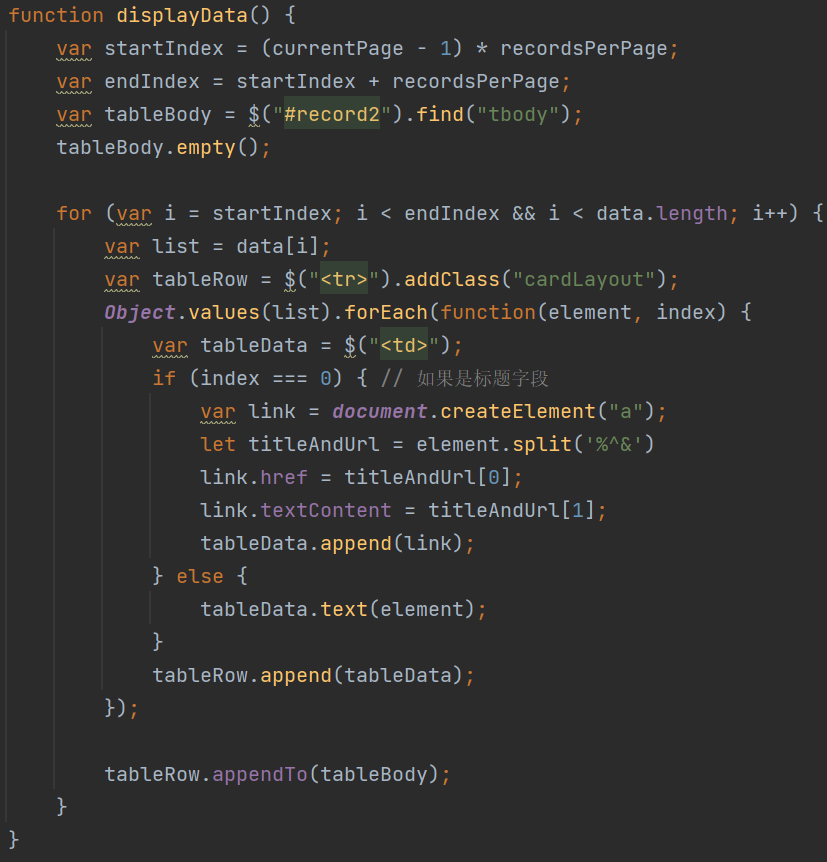 function displayData() {
    var startIndex = (currentPage - 1) * recordsPerPage;
    var endIndex = startIndex + recordsPerPage;
    var tableBody = $("#record2").find("tbody");
    tableBody.empty();

    for (var i = startIndex; i < endIndex && i < data.length; i++) {
        var list = data[i];
        var tableRow = $("<tr>").addClass("cardLayout");
        Object.values(list).forEach(function(element, index) {
            var tableData = $("<td>");
            if (index === 0) { // 如果是标题字段
                var link = document.createElement("a");
                let titleAndUrl = element.split('%^&')
                link.href = titleAndUrl[0];
                link.textContent = titleAndUrl[1];
                tableData.append(link);
            } else {
                tableData.text(element);
            }
            tableRow.append(tableData);
        });

        tableRow.appendTo(tableBody);
    }
}